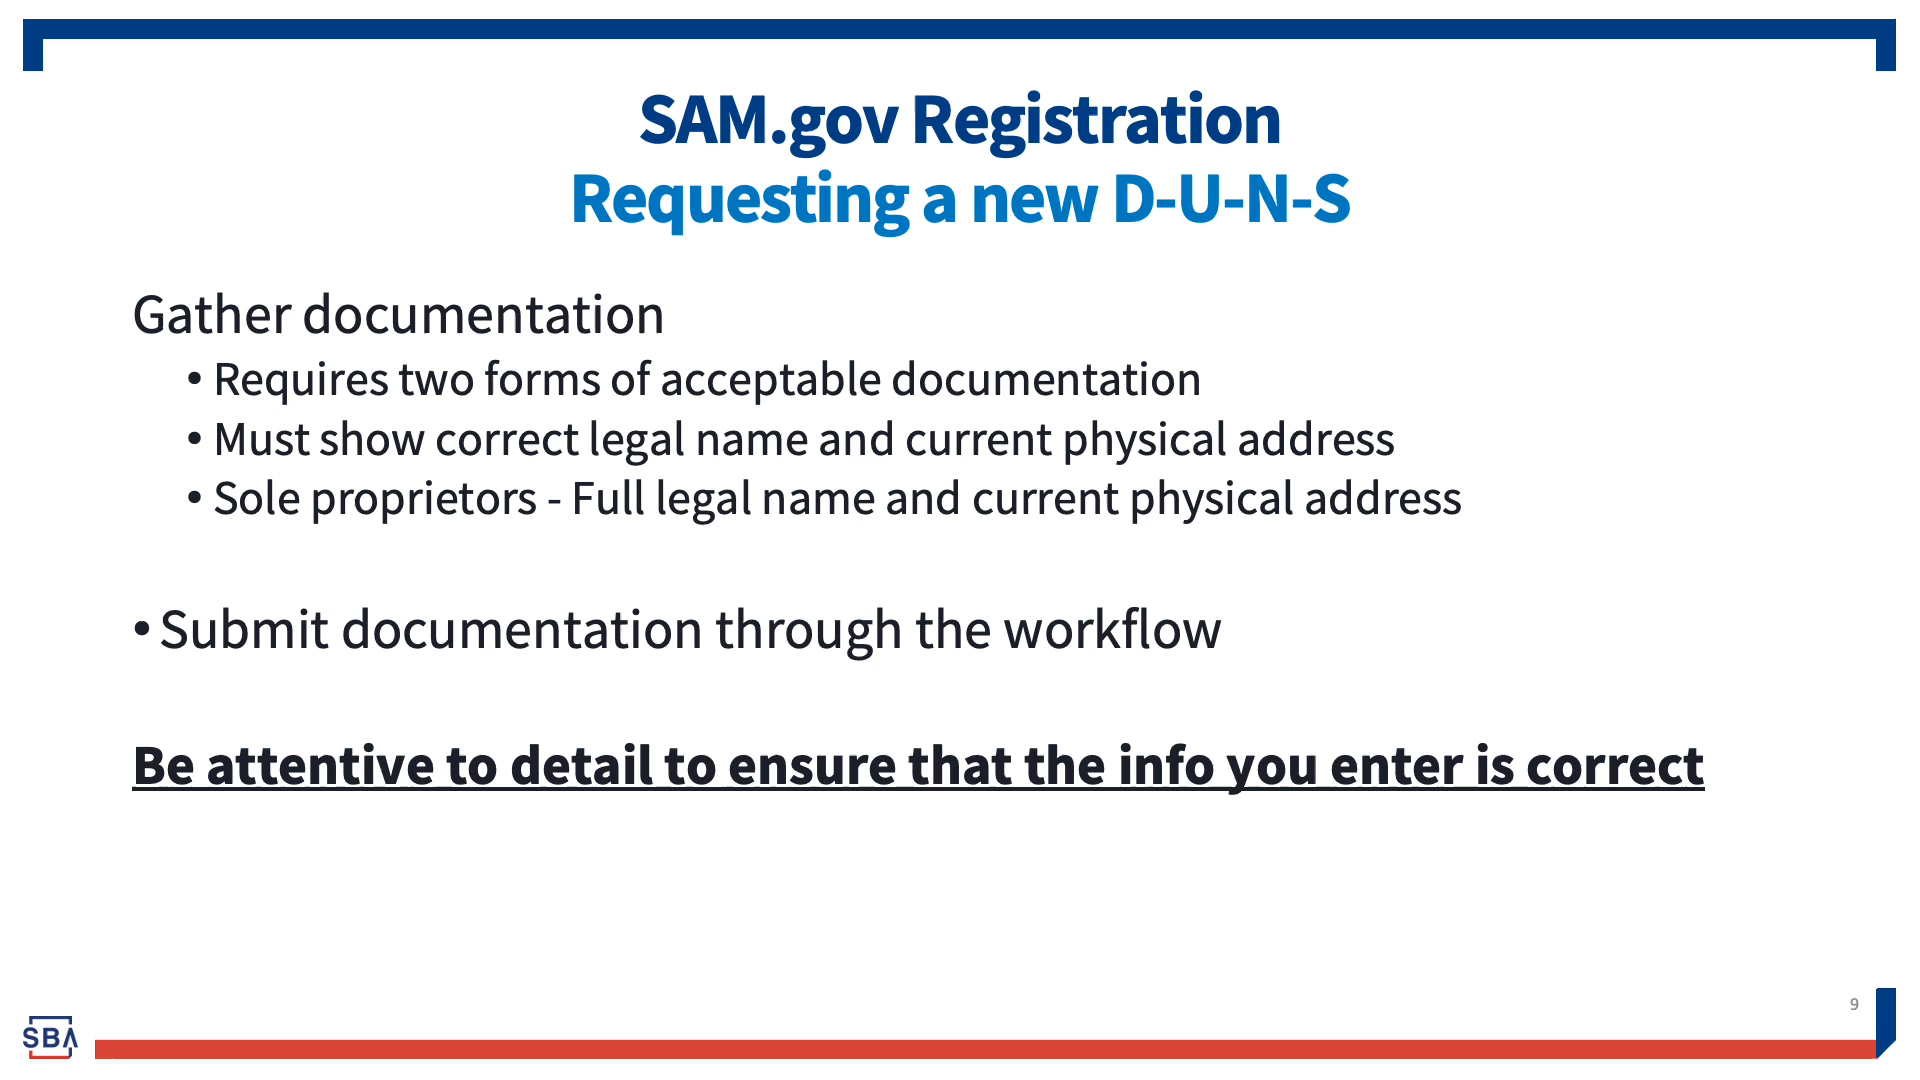 SAM.gov Registration
Requesting a new D-U-N-S
Gather documentation
• Requires two forms of acceptable documentation
• Must show correct legal name and current physical address
• Sole proprietors - Full legal name and current physical address
• Submit documentation through the workflow
Be attentive to detail to ensure that the info you enter is correct
9
SBA